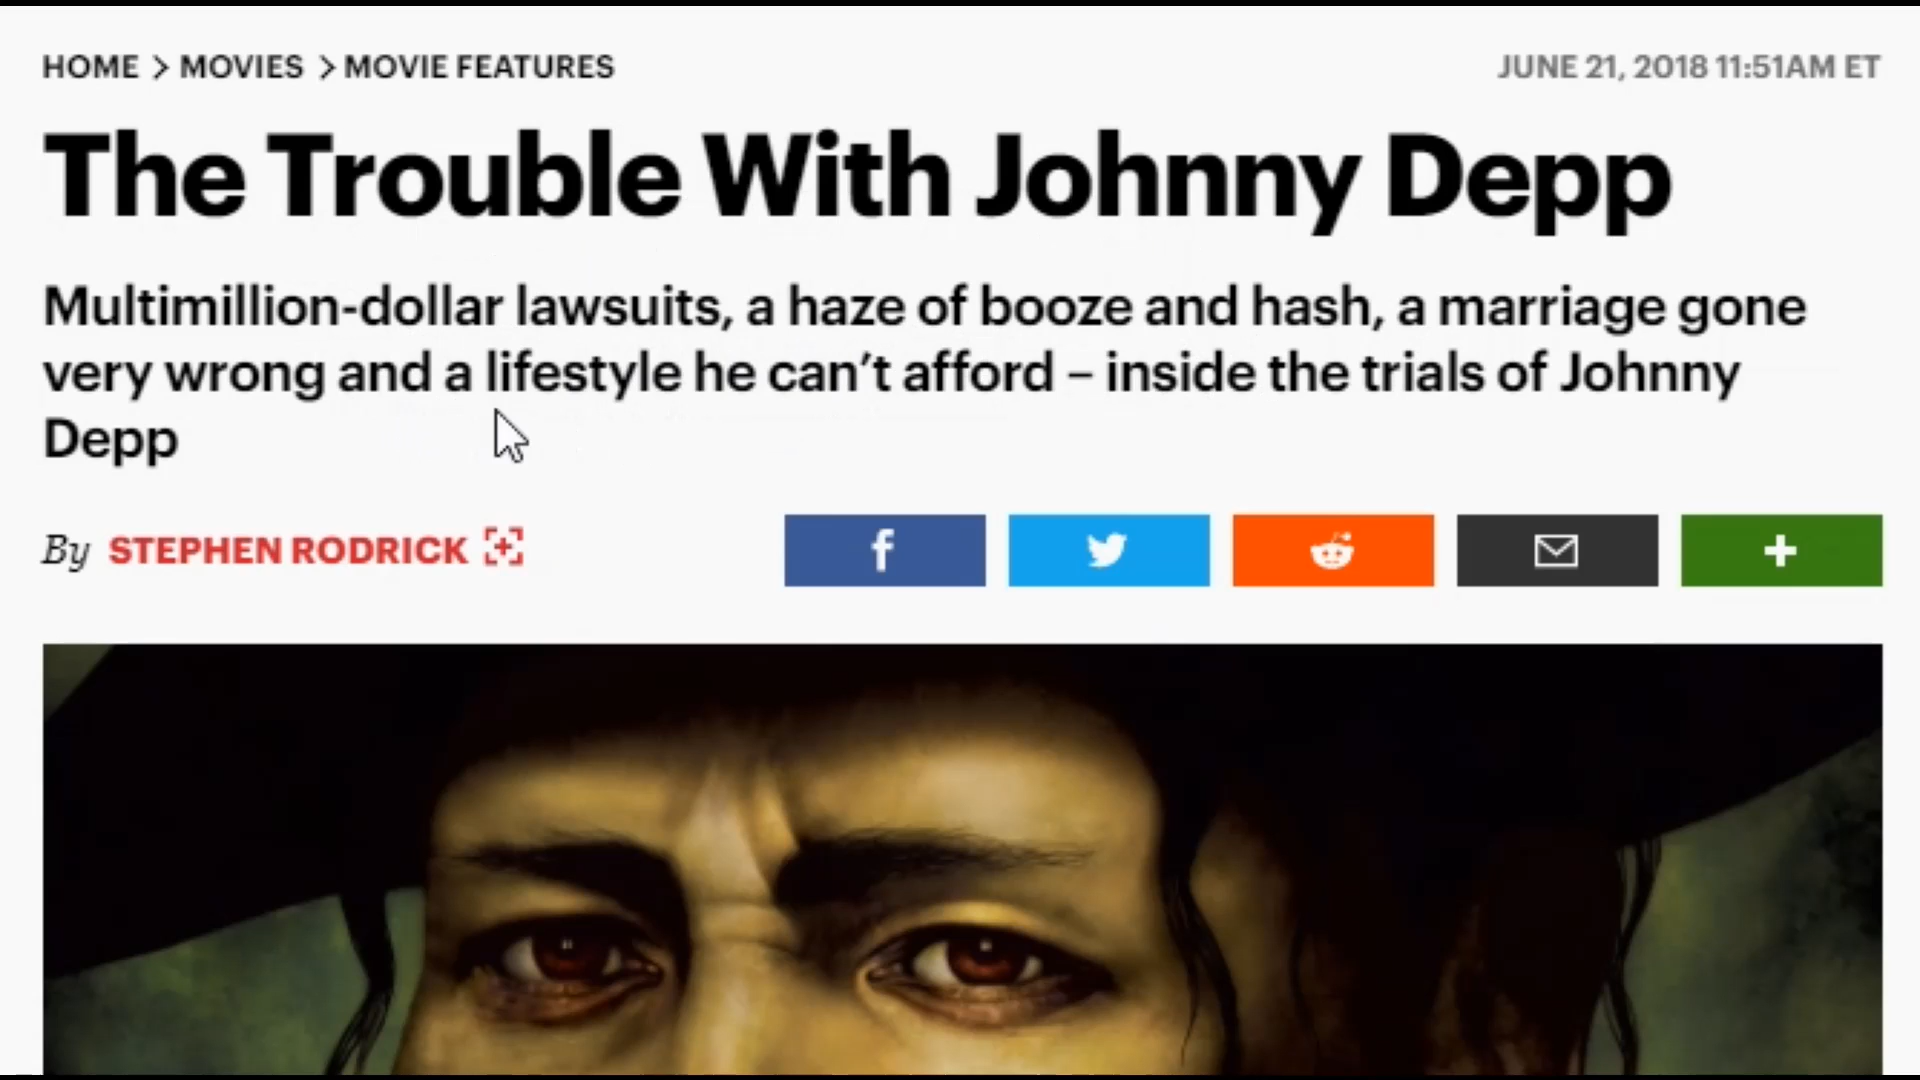 HOME > MOVIES > MOVIE FEATURES
JUNE 21, 2018 11:51AM ET
The Trouble With Johnny Depp
Multimillion-dollar lawsuits, a haze of booze and hash, a marriage gone
very wrong and a lifestyle he can’t afford – inside the trials of Johnny
Depp
By STEPHEN RODRICK